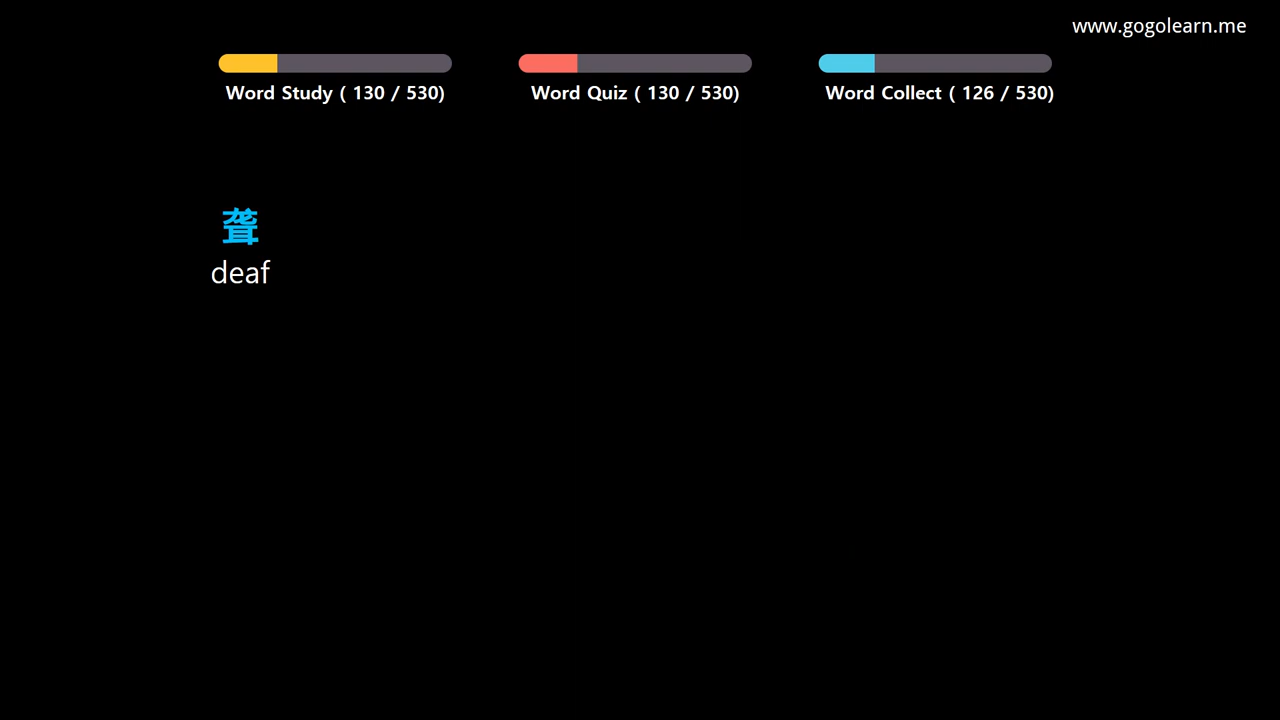 www.gogolearn.me
Word Study ( 130 / 530)
Word Quiz ( 130 / 530)
Word Collect ( 126 / 530)
聋
deaf